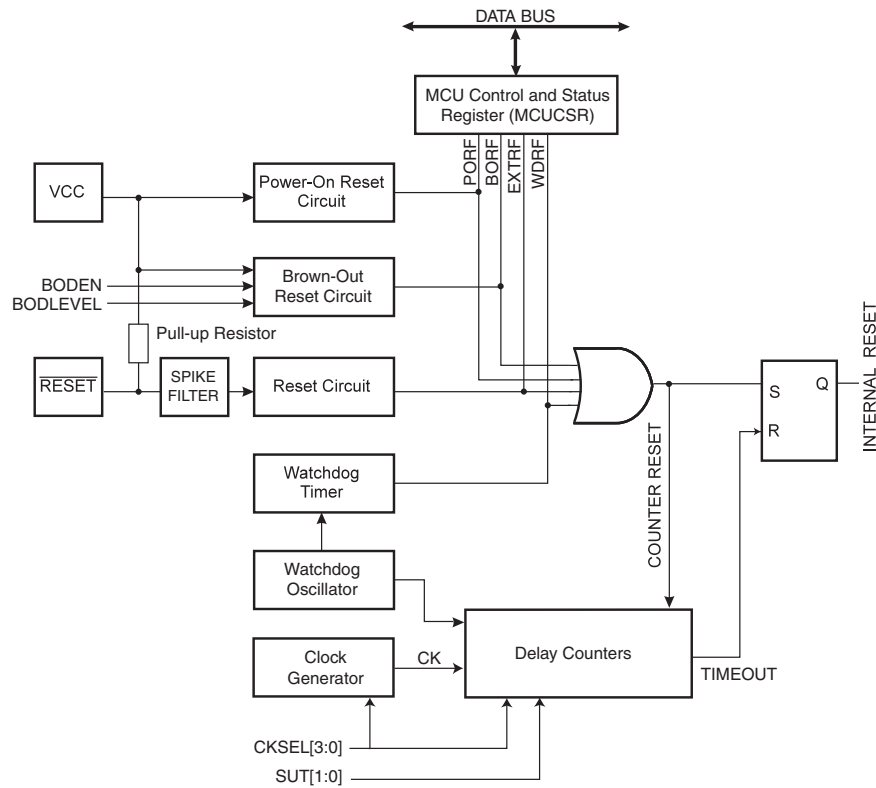 DATA BUS
MCU Control and Status
Register (MCUCSR)
PORF
BORF
EXTRF
WDRF
VCC
Power-On Reset
Circuit
BODEN
BODLEVEL
Brown-Out
Reset Circuit
Pull-up Resistor
RESET
SPIKE
FILTER
Reset Circuit
S
Q
R
INTERNAL RESET
Watchdog
Timer
COUNTER RESET
Watchdog
Oscillator
Clock
Generator
CK
Delay Counters
TIMEOUT
CKSEL[3:0]
SUT[1:0]